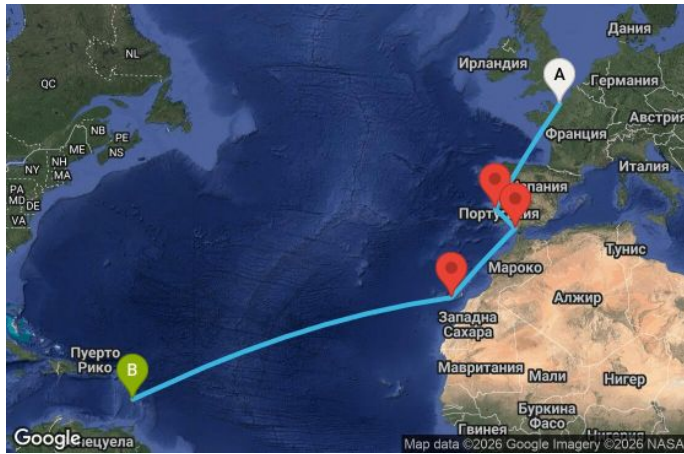 Дания
NL
Ирландия
A
QC
Германия
Австрия
NB
PE
ME
NS
Франция
NY
NH
MA
Италия
PA
MD
DE
VA
Испания
Португалия
Тунис
Мароко
Алжир
Западна
Сахара
Пуерто
Рико
B
Мавритания
Мали
Нигер
Буркина
Фасо
Гвинея
Google
Map data ©2026 Google Imagery ©2026 NASA